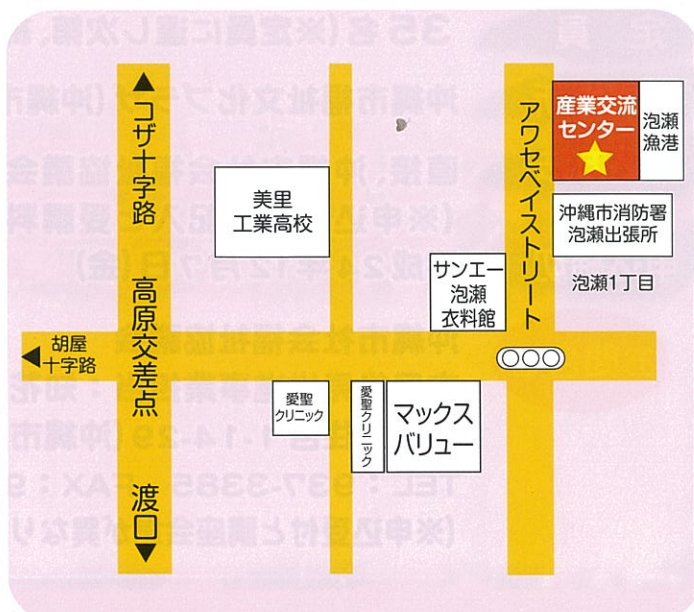 ▲コザ十字路
高原交差点
渡口▼
◀胡屋
十字路
美里
工業高校
アワセベイストリート
産業交流
センター
泡瀬
漁港
沖縄市消防署
泡瀬出張所
泡瀬1丁目
サンエー
泡瀬
衣料館
愛聖
クリニック
愛聖クリニック
マックス
バリュー